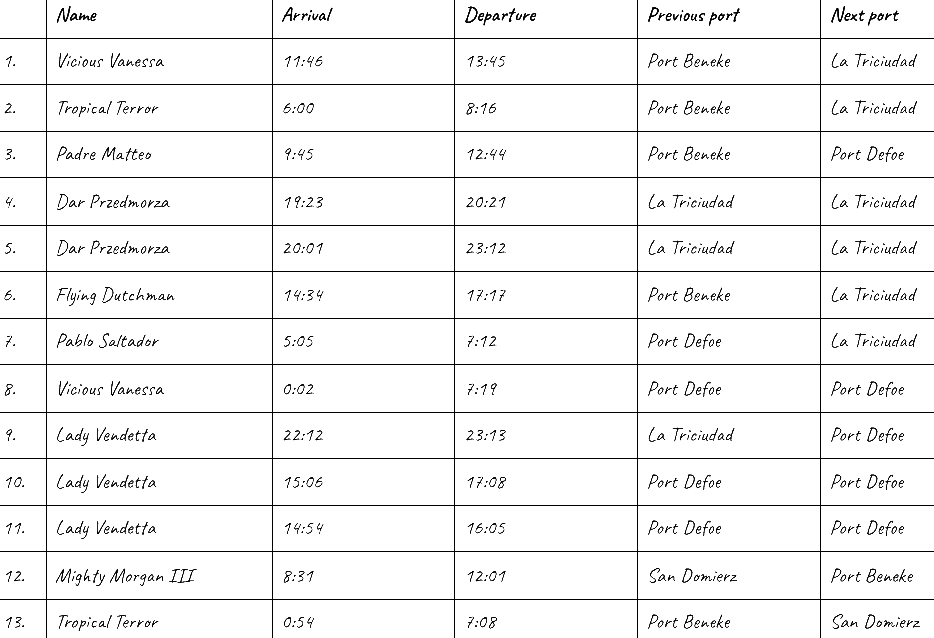 Name Arrival Departure Previous port Next port
1. Vicious Vanessa 11:46 13:45 Port Beneke La Triciudad
2. Tropical Terror 6:00 8:16 Port Beneke La Triciudad
3. Padre Matteo 9:45 12:44 Port Beneke Port Defoe
4. Dar Przedmorza 19:23 20:21 La Triciudad La Triciudad
5. Dar Przedmorza 20:01 23:12 La Triciudad La Triciudad
6. Flying Dutchman 14:34 17:17 Port Beneke La Triciudad
7. Pablo Saltador 5:05 7:12 Port Defoe La Triciudad
8. Vicious Vanessa 0:02 7:19 Port Defoe Port Defoe
9. Lady Vendetta 22:12 23:13 La Triciudad Port Defoe
10. Lady Vendetta 15:06 17:08 Port Defoe Port Defoe
11. Lady Vendetta 14:54 16:05 Port Defoe Port Defoe
12. Mighty Morgan III 8:31 12:01 San Domierz Port Beneke
13. Tropical Terror 0:54 7:08 Port Beneke San Domierz